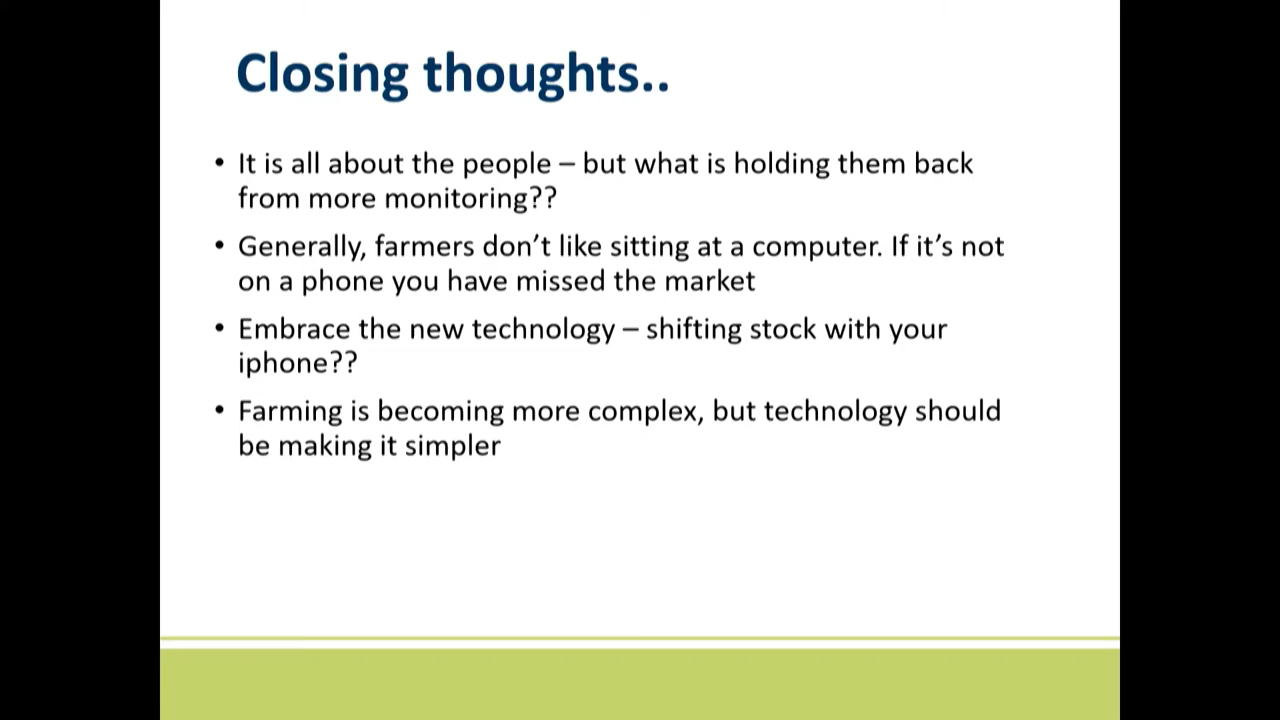 Closing thoughts..
• It is all about the people – but what is holding them back
from more monitoring??
• Generally, farmers don’t like sitting at a computer. If it’s not
on a phone you have missed the market
• Embrace the new technology – shifting stock with your
iphone??
• Farming is becoming more complex, but technology should
be making it simpler